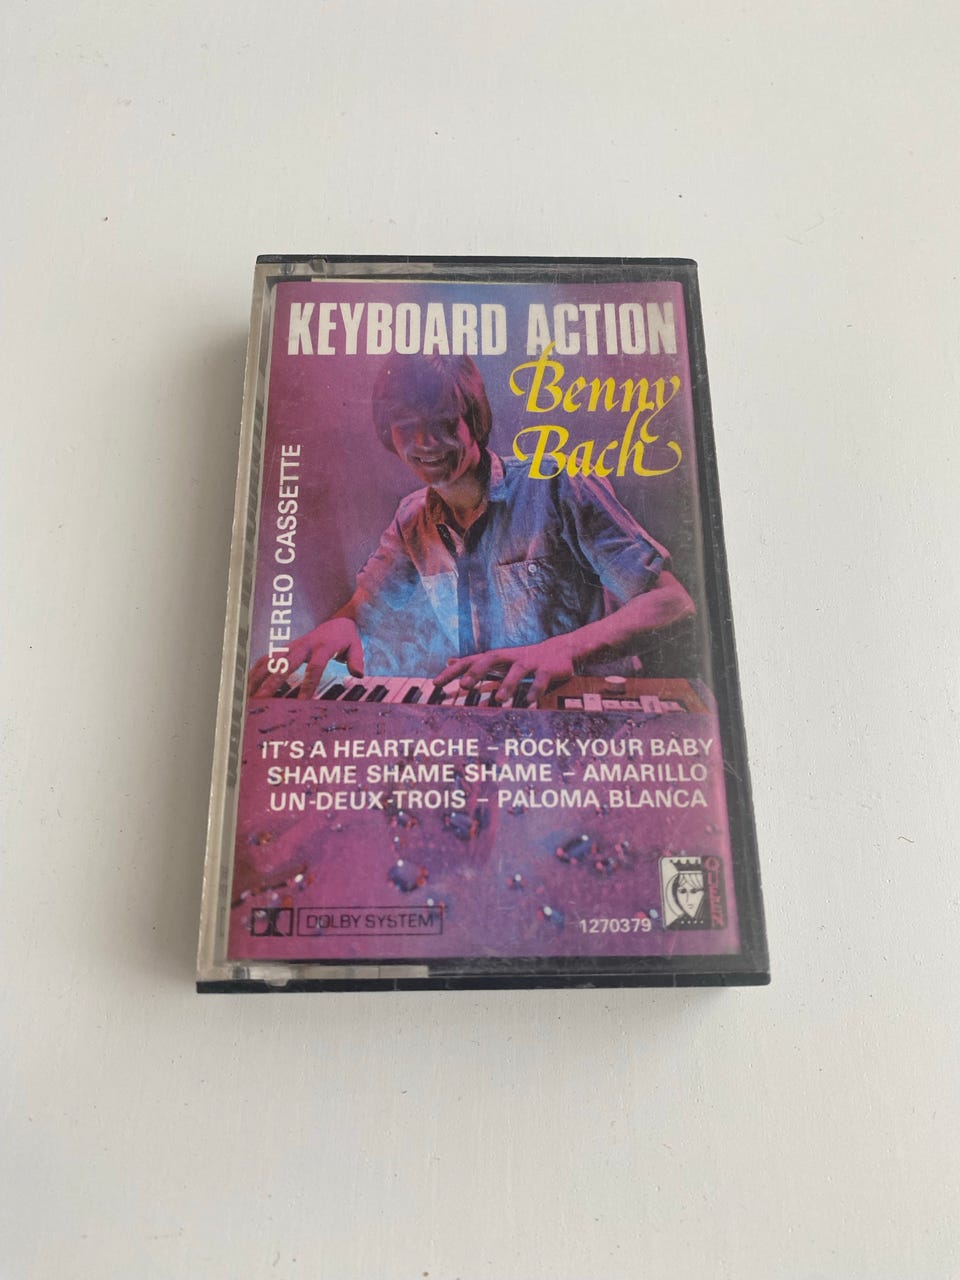 KEYBOARD ACTION
Benny
Bach
STEREO CASSETTE
IT'S A HEARTACHE – ROCK YOUR BABY
SHAME SHAME SHAME – AMARILLO
UN-DEUX-TROIS – PALOMA BLANCA
DOLBY SYSTEM
1270379
QUEEN